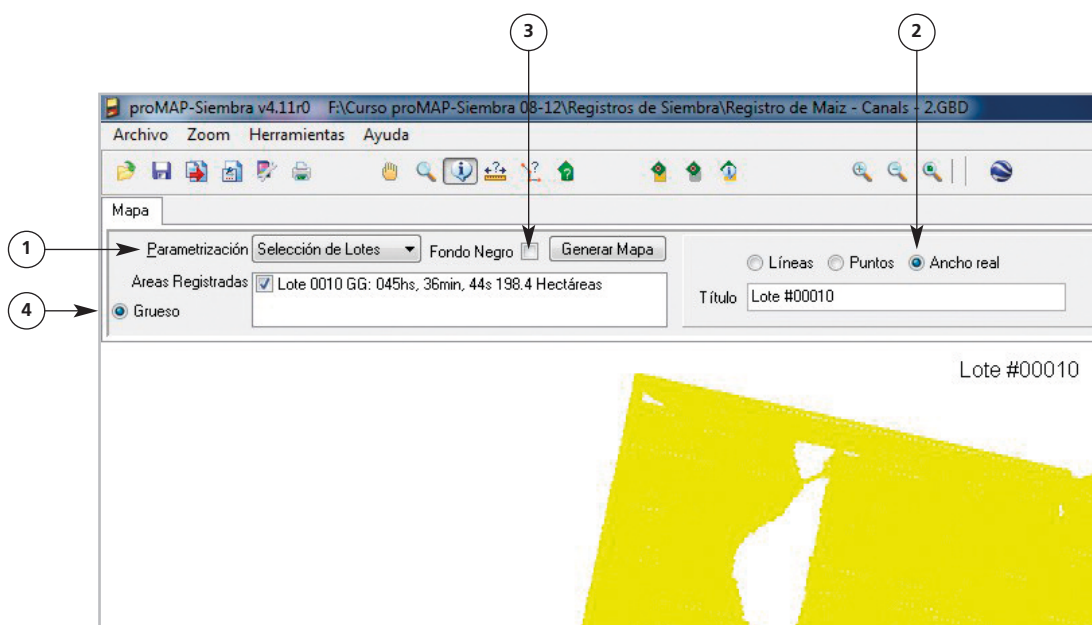 3
2
proMAP-Siembra v4.11r0 F:\Curso proMAP-Siembra 08-12\Registros de Siembra\Registro de Maiz - Canals - 2.GBD
Archivo Zoom Herramientas Ayuda
Mapa
1
Parametrización Selección de Lotes Fondo Negro Generar Mapa
Líneas Puntos Ancho real
Areas Registradas Lote 0010 GG: 045hs, 36min, 44s 198.4 Hectáreas
Título Lote #00010
4
Grueso
Lote #00010